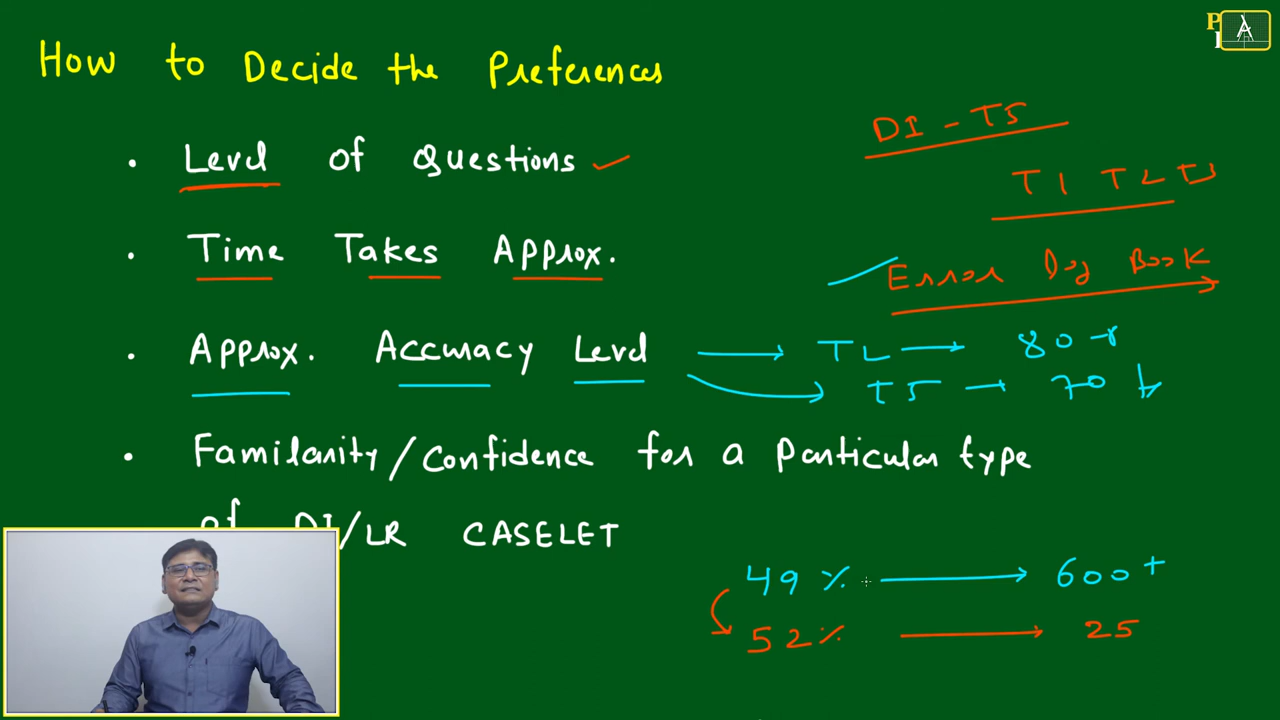 How to Decide the Preferences
DI - T5
. Level of Questions
T1 T2 T3
. Time Takes Approx.
Error Log Book
. Approx. Accuracy Level → T2 → 80 +
→ T5 → 70
. Familarity/Confidence for a Particular type
of DI/LR CASELET
49 % → 600 +
52 % → 25